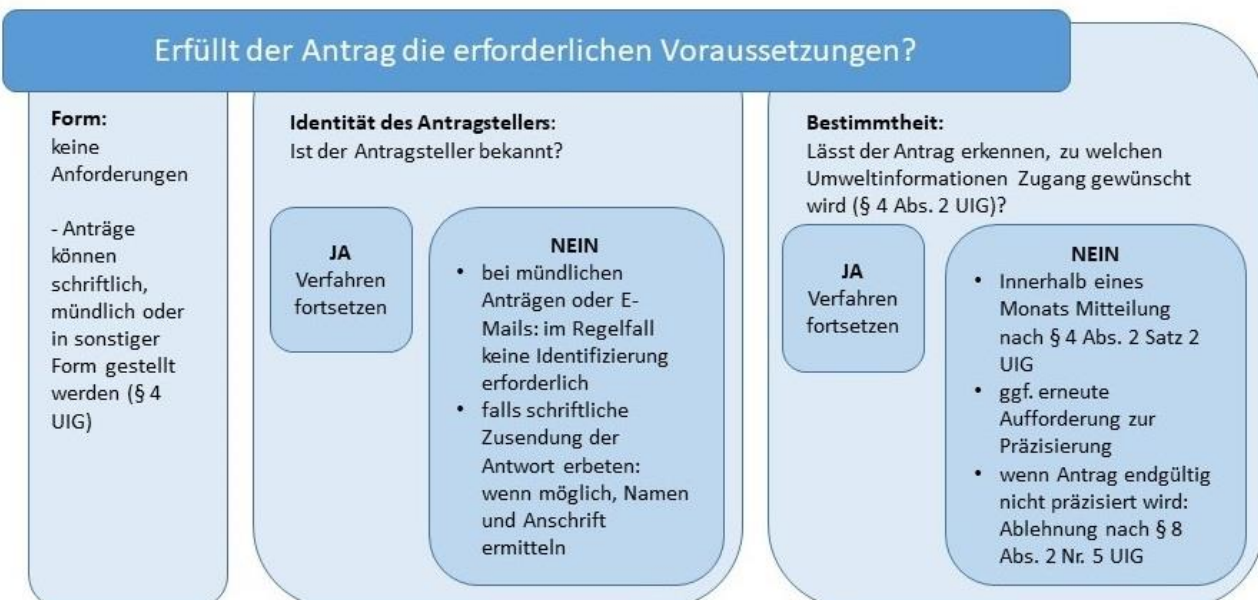 Erfüllt der Antrag die erforderlichen Voraussetzungen?
Form:
keine
Anforderungen
- Anträge
können
schriftlich,
mündlich oder
in sonstiger
Form gestellt
werden (§ 4
UIG)
Identität des Antragstellers:
Ist der Antragsteller bekannt?
JA
Verfahren
fortsetzen
NEIN
• bei mündlichen
Anträgen oder E-
Mails: im Regelfall
keine Identifizierung
erforderlich
• falls schriftliche
Zusendung der
Antwort erbeten:
wenn möglich, Namen
und Anschrift
ermitteln
Bestimmtheit:
Lässt der Antrag erkennen, zu welchen
Umweltinformationen Zugang gewünscht
wird (§ 4 Abs. 2 UIG)?
JA
Verfahren
fortsetzen
NEIN
• Innerhalb eines
Monats Mitteilung
nach § 4 Abs. 2 Satz 2
UIG
• ggf. erneute
Aufforderung zur
Präzisierung
• wenn Antrag endgültig
nicht präzisiert wird:
Ablehnung nach § 8
Abs. 2 Nr. 5 UIG